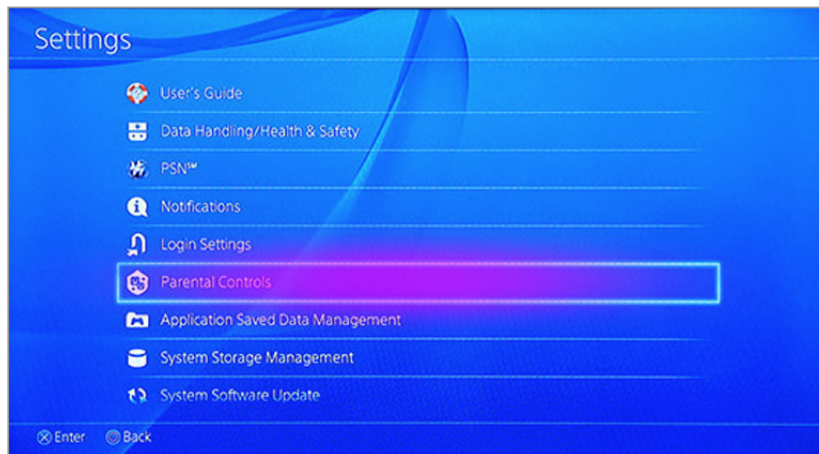 Settings
User's Guide
Data Handling/Health & Safety
PSN℠
Notifications
Login Settings
Parental Controls
Application Saved Data Management
System Storage Management
System Software Update
Enter Back